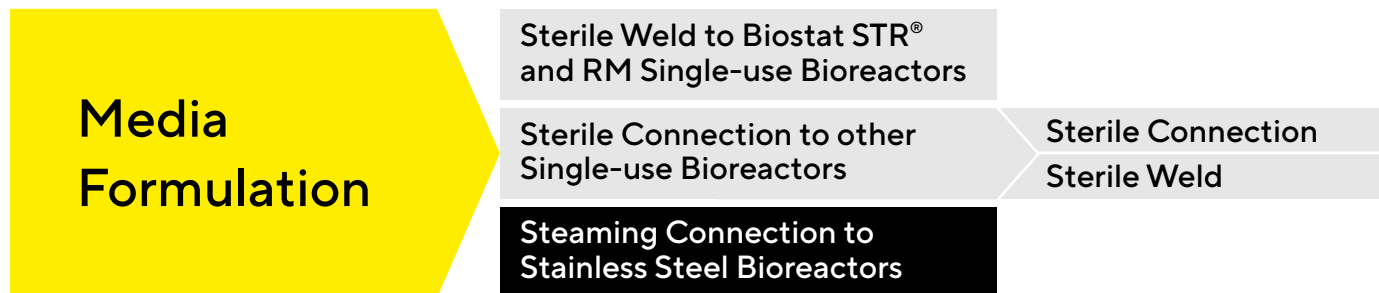 Media
Formulation
Sterile Weld to Biostat STR®
and RM Single-use Bioreactors
Sterile Connection to other
Single-use Bioreactors
Sterile Connection
Sterile Weld
Steaming Connection to
Stainless Steel Bioreactors